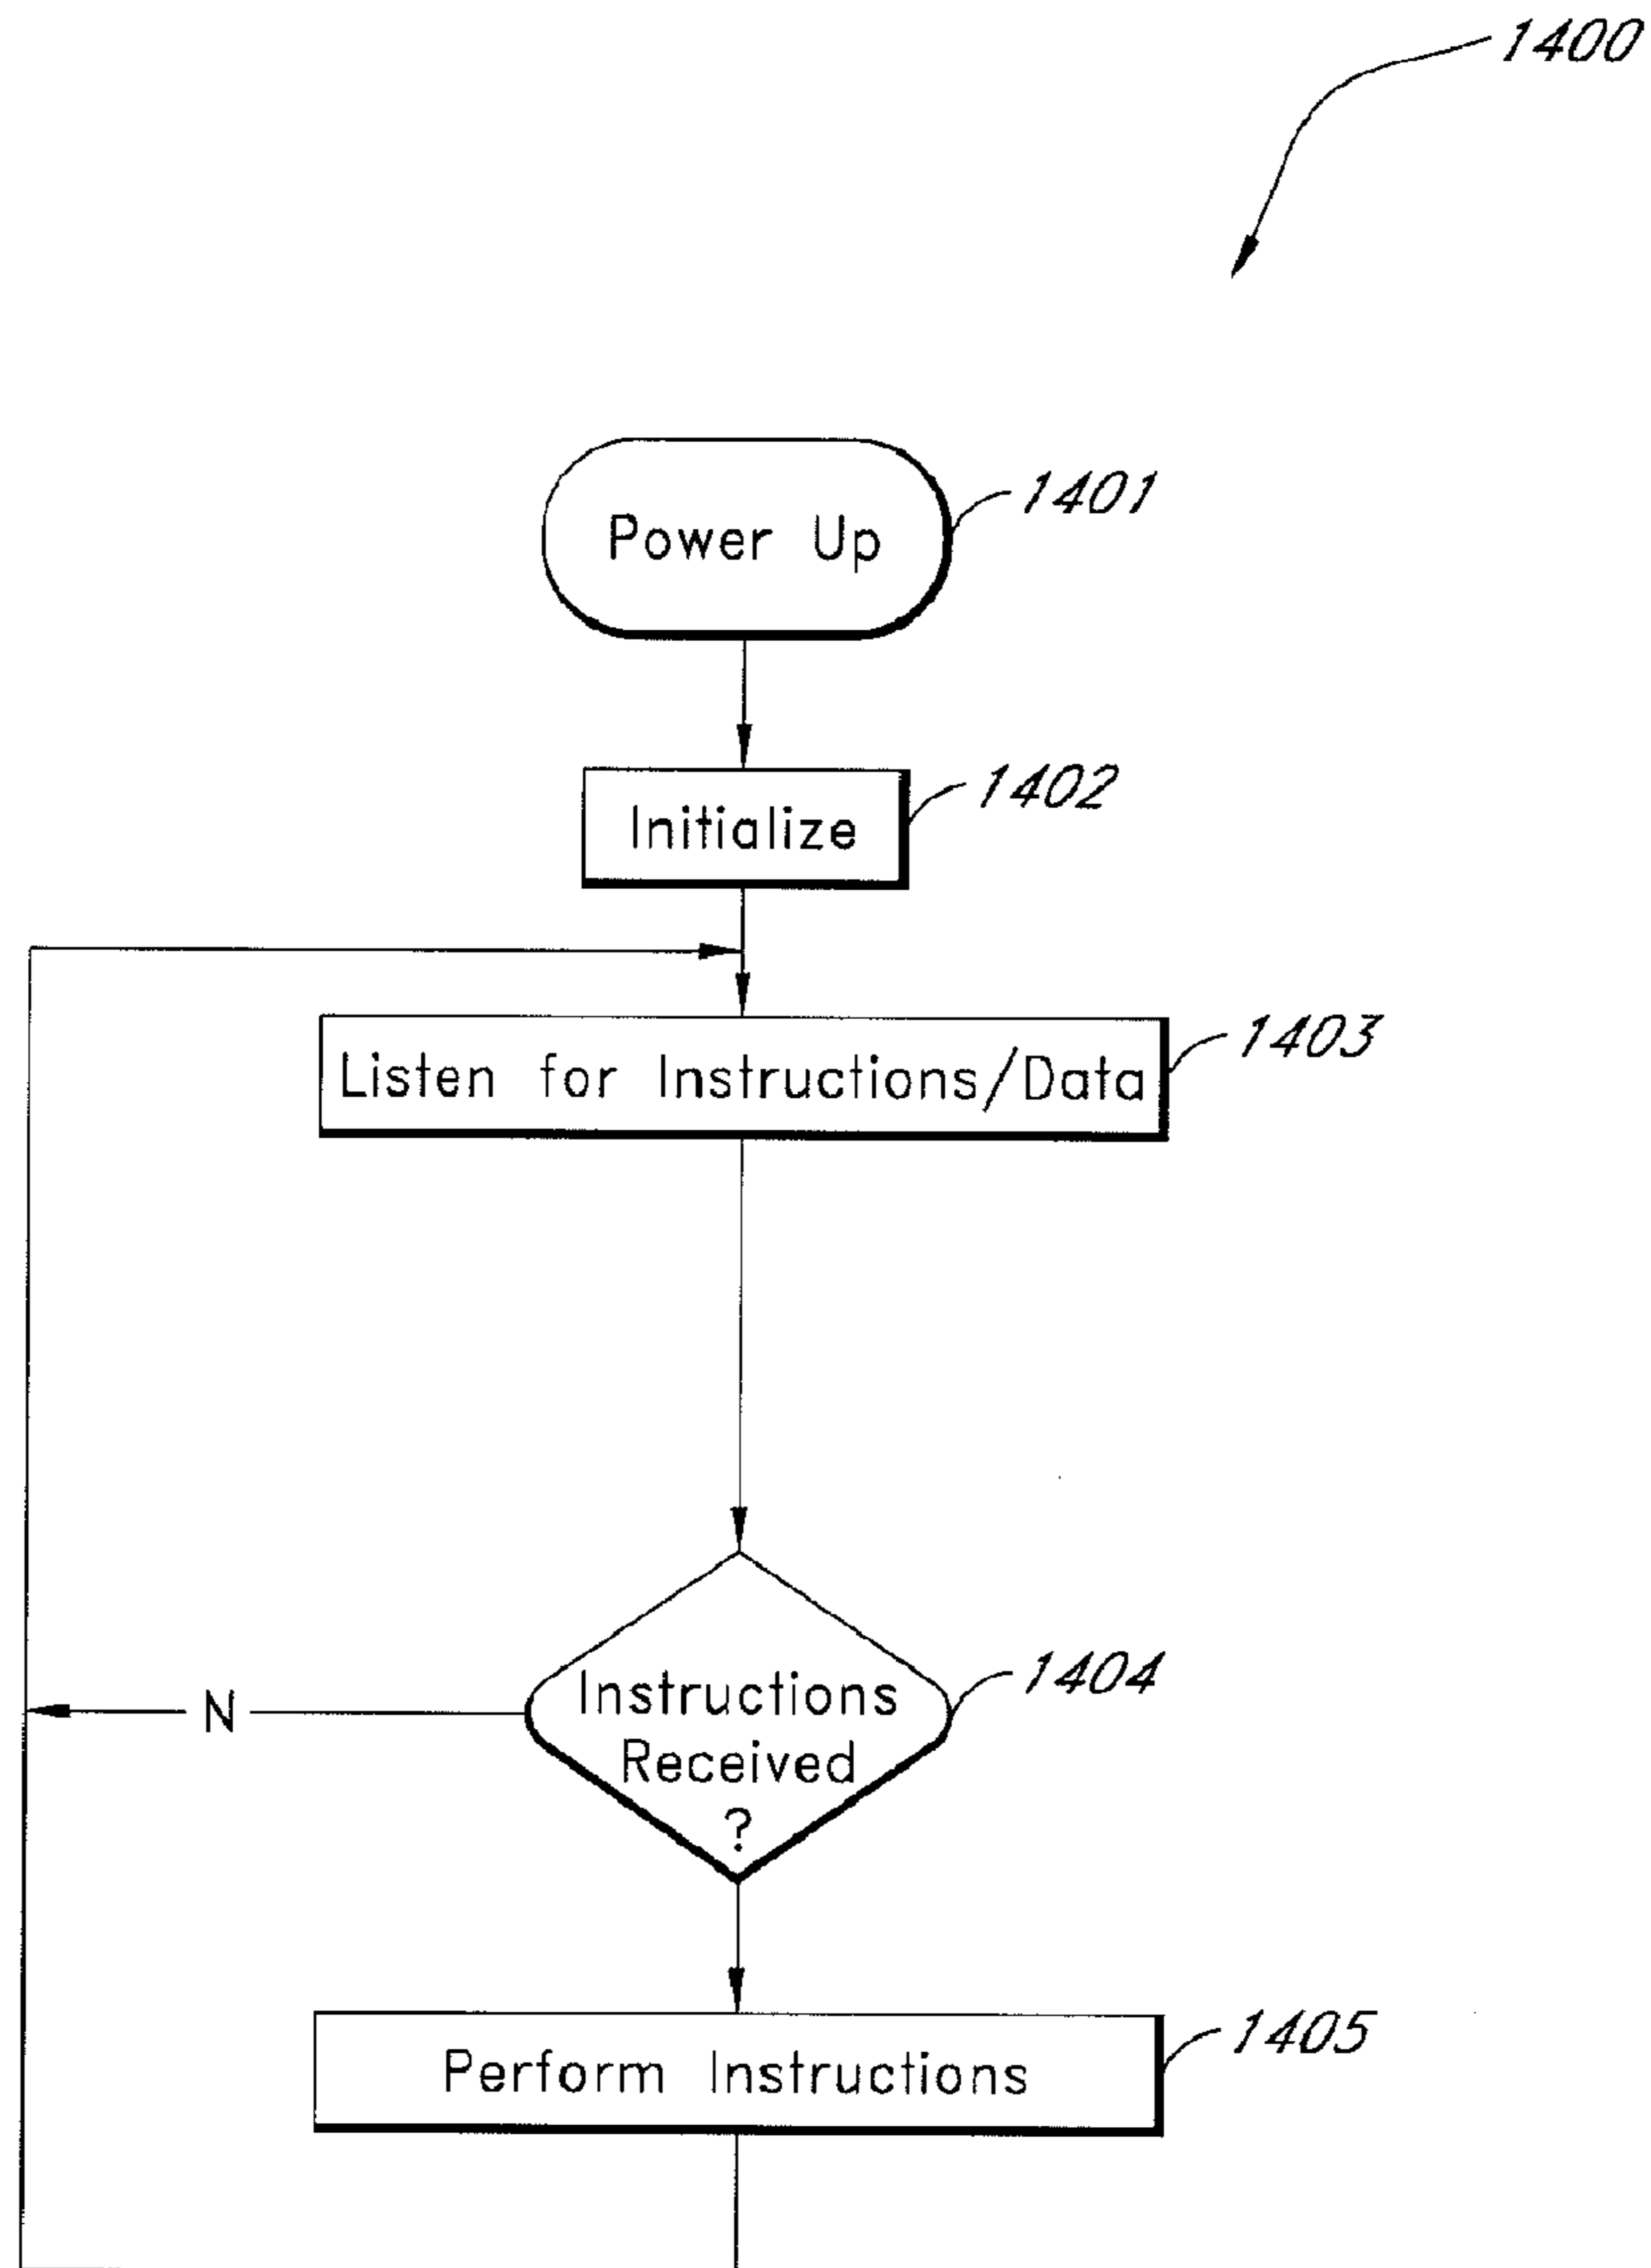 1400
Power Up
1401
Initialize
1402
Listen for Instructions/Data
1403
Instructions
Received
?
1404
N
Perform Instructions
1405